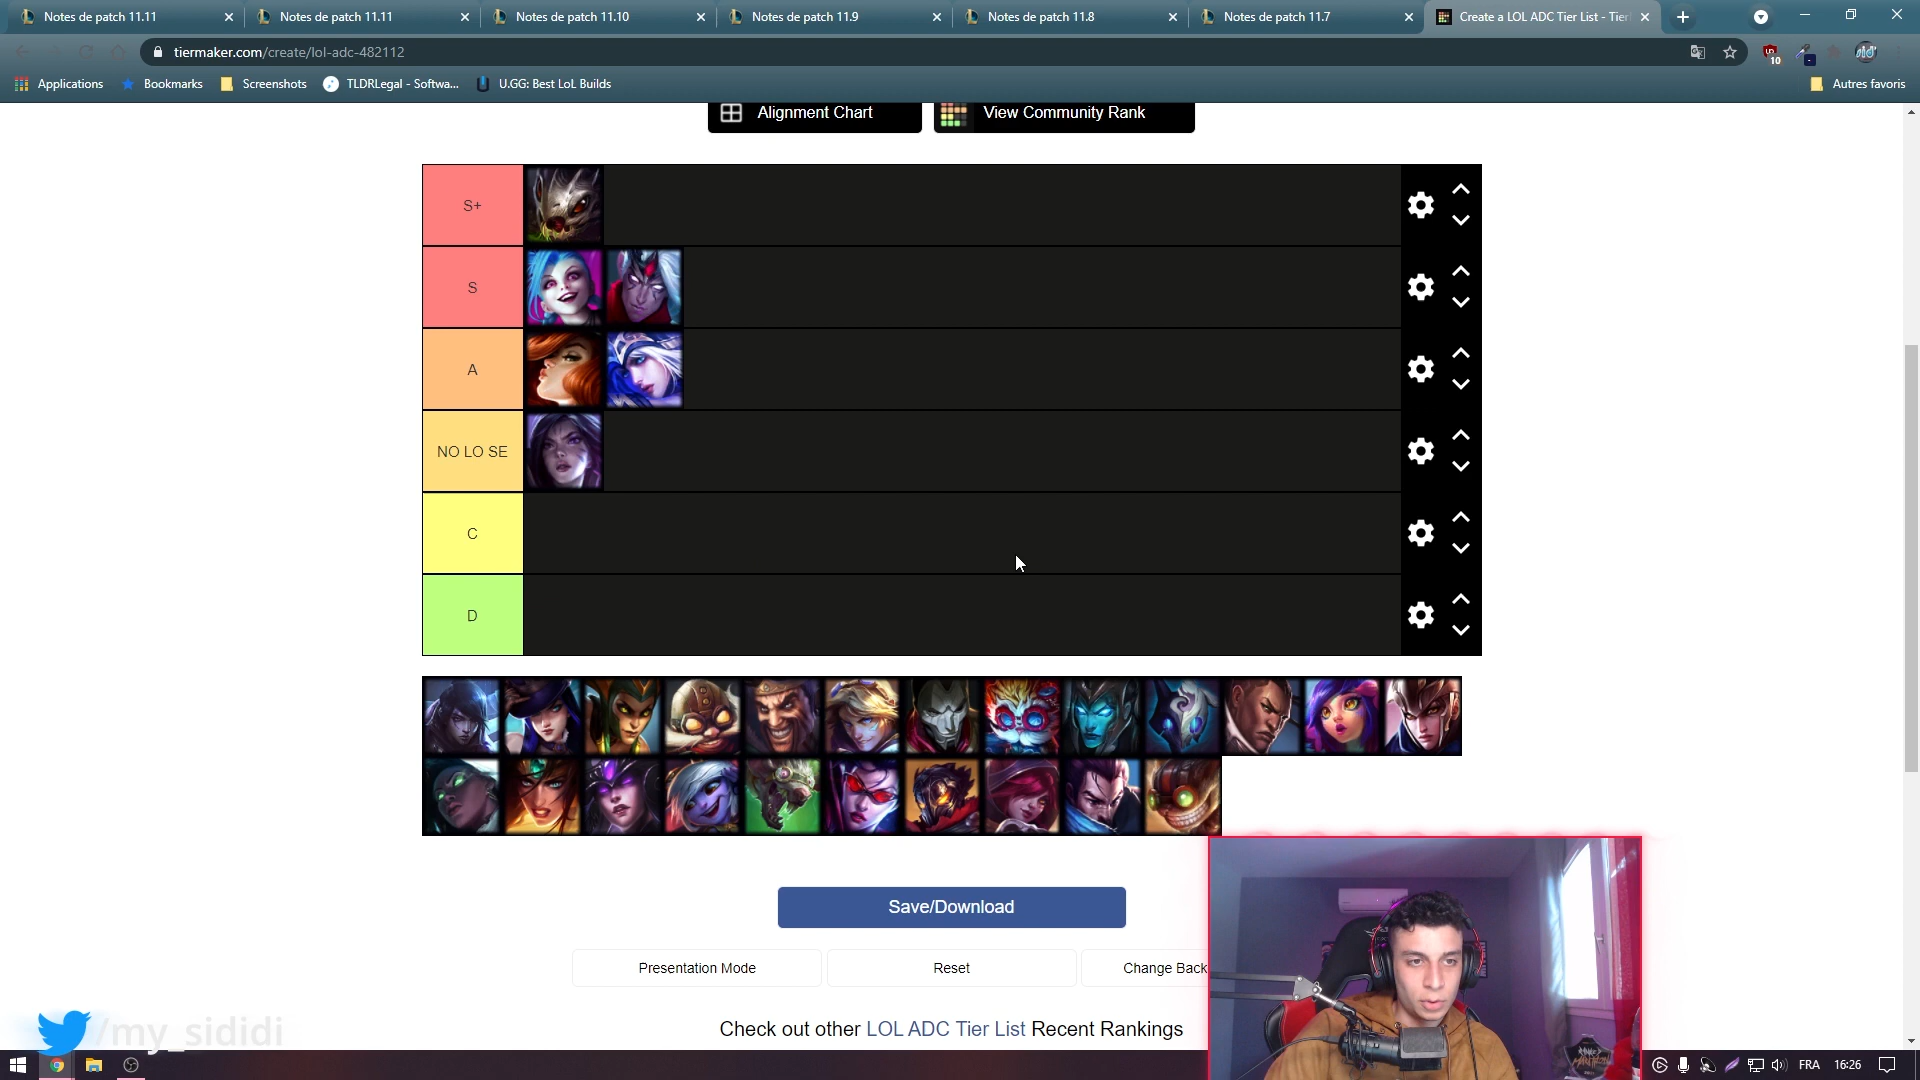 Notes de patch 11.11
Notes de patch 11.11
Notes de patch 11.10
Notes de patch 11.9
Notes de patch 11.8
Notes de patch 11.7
Create a LOL ADC Tier List - Tier
tiermaker.com/create/lol-adc-482112
10
Applications
Bookmarks
Screenshots
TLDRLegal - Softwa...
U.GG: Best LoL Builds
Autres favoris
Alignment Chart
View Community Rank
S+
S
A
NO LO SE
C
D
Save/Download
Presentation Mode
Reset
Change Back
Check out other LOL ADC Tier List Recent Rankings
/my_sididi
FRA
16:26